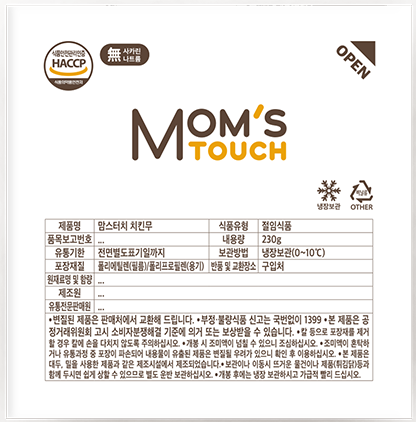 식품안전관리인증
HACCP
식품의약품안전처
無 사카린
나트륨
OPEN
MOM'S
TOUCH
냉장보관
비닐류
OTHER
제품명 맘스터치 치킨무 식품유형 절임식품
품목보고번호 ... 내용량 230g
유통기한 전면별도표기일까지 보관방법 냉장보관(0~10℃)
포장재질 폴리에틸렌(필름)/폴리프로필렌(용기) 반품 및 교환장소 구입처
원재료명 및 함량 ...
제조원 ...
유통전문판매원 ...
•변질된 제품은 판매처에서 교환해 드립니다. •부정·불량식품 신고는 국번없이 1399 •본 제품은 공
정거래위원회 고시 소비자분쟁해결 기준에 의거 또는 보상받을 수 있습니다. •칼 등으로 포장재를 제거
할 경우 칼에 손을 다치지 않도록 주의하십시오. •개봉 시 조미액이 넘칠 수 있으니 조심하십시오. •조미액이 혼탁하
거나 유통과정 중 포장이 파손되어 내용물이 유출된 제품은 변질될 우려가 있으니 확인 후 이용하십시오. •본 제품은
대두, 밀을 사용한 제품과 같은 제조시설에서 제조되었습니다. •보관이나 이동시 뜨거운 물건이나 제품(튀김닭)등과
함께 두시면 쉽게 상할 수 있으므로 별도 운반 보관하십시오. •개봉 후에는 냉장 보관하시고 가급적 빨리 드십시오.